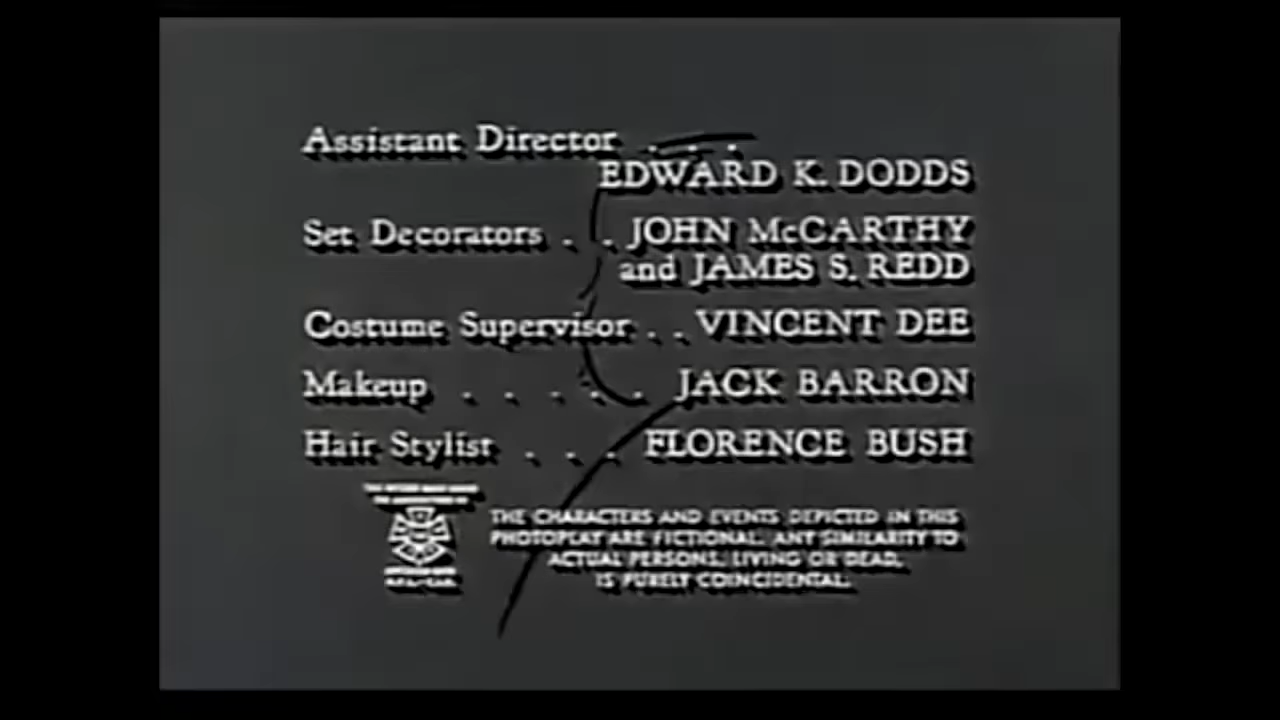 Assistant Director . . .
EDWARD K. DODDS
Set Decorators . . JOHN McCARTHY
and JAMES S. REDD
Costume Supervisor . . VINCENT DEE
Makeup . . . . . JACK BARRON
Hair Stylist . . . FLORENCE BUSH
THE CHARACTERS AND EVENTS DEPICTED IN THIS
PHOTOPLAY ARE FICTIONAL. ANY SIMILARITY TO
ACTUAL PERSONS, LIVING OR DEAD,
IS PURELY COINCIDENTAL.